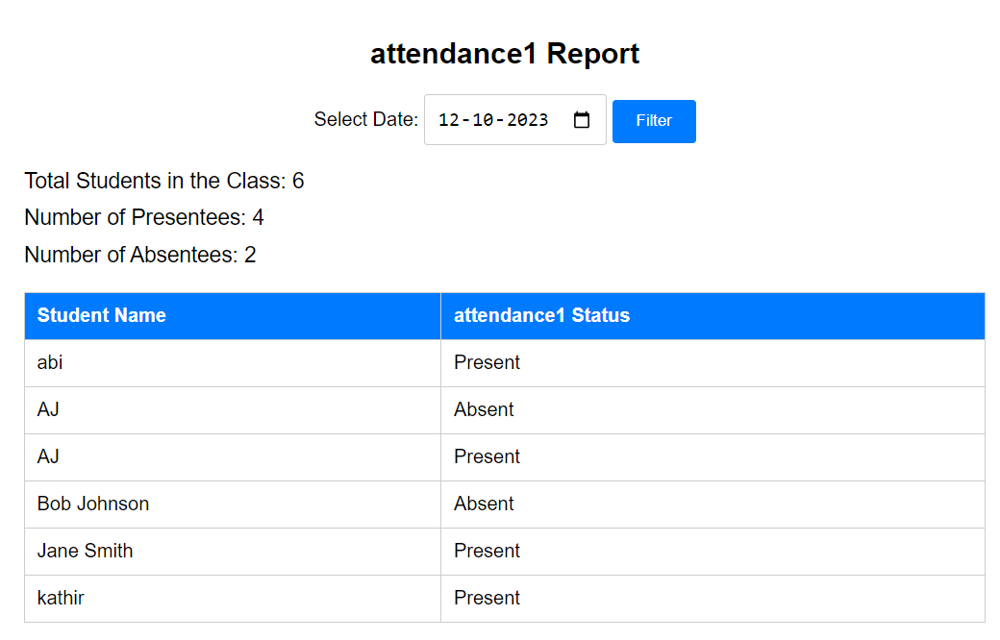 attendance1 Report
Select Date: 12-10-2023 Filter
Total Students in the Class: 6
Number of Presentees: 4
Number of Absentees: 2
Student Name attendance1 Status
abi Present
AJ Absent
AJ Present
Bob Johnson Absent
Jane Smith Present
kathir Present